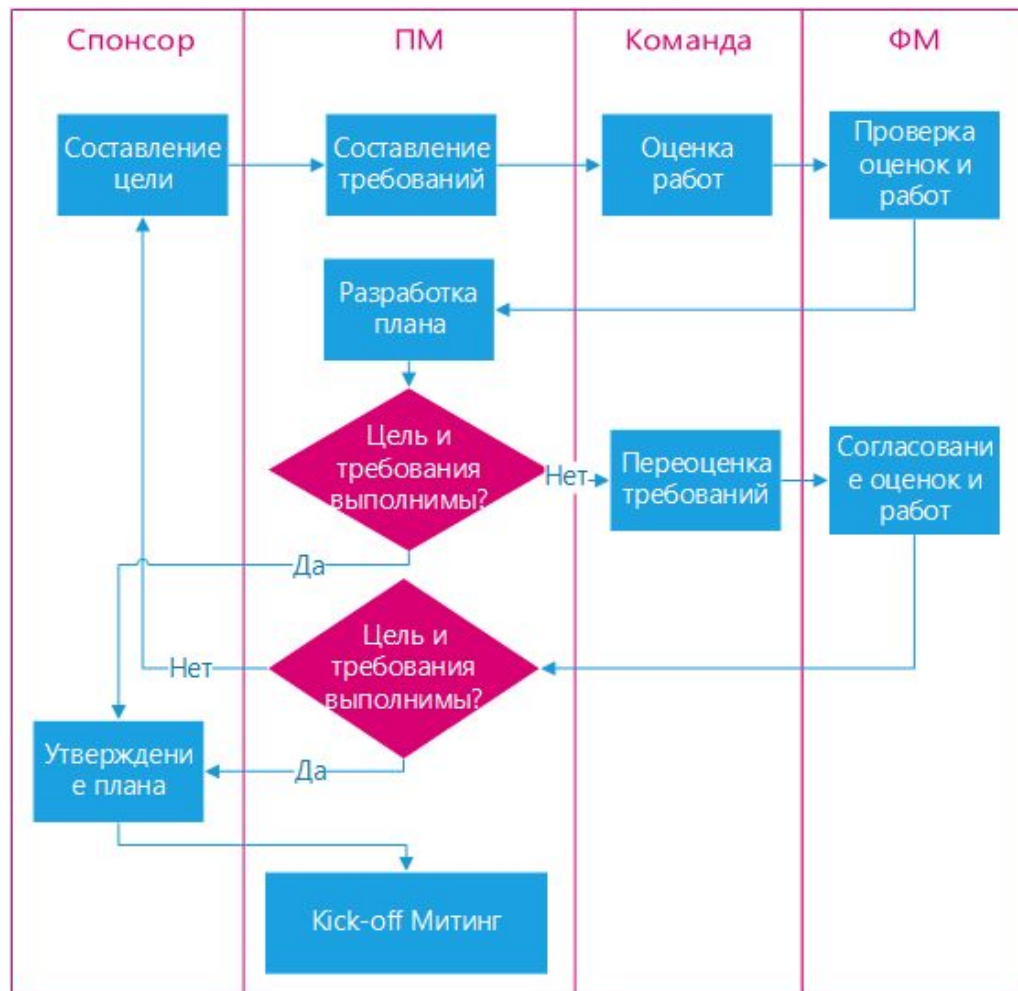 Спонсор
ПМ
Команда
ФМ
Составление
цели
Составление
требований
Оценка
работ
Проверка
оценок и
работ
Разработка
плана
Цель и
требования
выполнимы?
Нет
Переоценка
требований
Согласовани
е оценок и
работ
Да
Цель и
требования
выполнимы?
Нет
Утверждени
е плана
Да
Kick-off Митинг